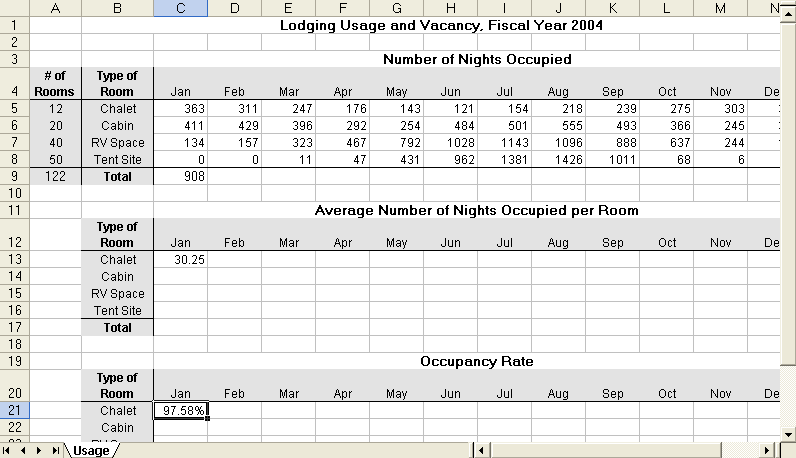 A B C D E F G H I J K L M N
1 Lodging Usage and Vacancy, Fiscal Year 2004
2
3 Number of Nights Occupied
# of Type of
4 Rooms Room Jan Feb Mar Apr May Jun Jul Aug Sep Oct Nov De
5 12 Chalet 363 311 247 176 143 121 154 218 239 275 303
6 20 Cabin 411 429 396 292 254 484 501 555 493 366 245
7 40 RV Space 134 157 323 467 792 1028 1143 1096 888 637 244
8 50 Tent Site 0 0 11 47 431 962 1381 1426 1011 68 6
9 122 Total 908
10
11 Average Number of Nights Occupied per Room
Type of
12 Room Jan Feb Mar Apr May Jun Jul Aug Sep Oct Nov De
13 Chalet 30.25
14 Cabin
15 RV Space
16 Tent Site
17 Total
18
19 Occupancy Rate
Type of
20 Room Jan Feb Mar Apr May Jun Jul Aug Sep Oct Nov De
21 Chalet 97.58%
22 Cabin
Usage